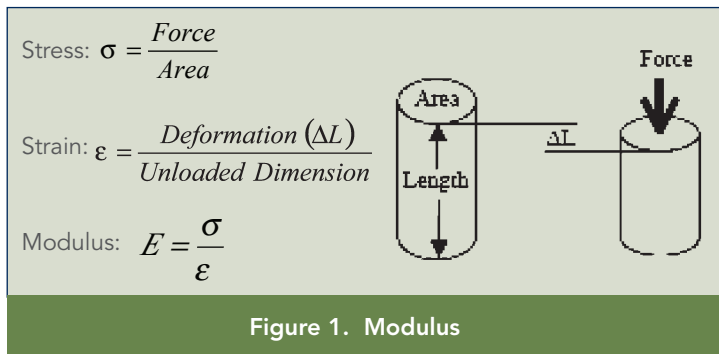 Stress: σ = Force / Area
Strain: ε = Deformation (ΔL) / Unloaded Dimension
Modulus: E = σ / ε
Area
Length
ΔL
Force
Figure 1. Modulus